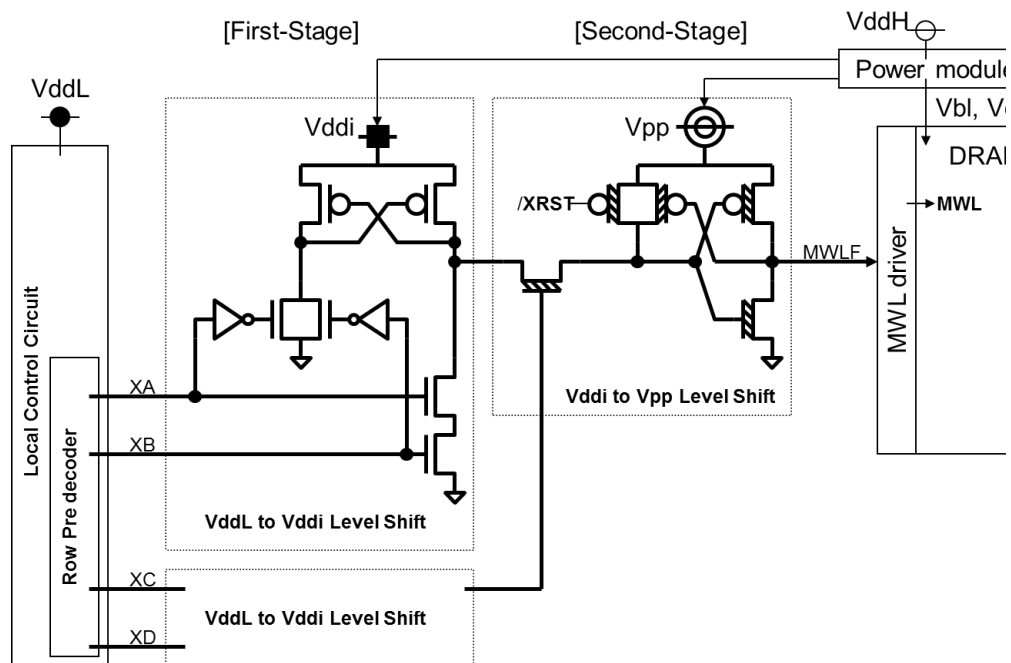 [First-Stage]
[Second-Stage]
VddH
Power module
VddL
Vddi
Vpp
Vbl, V
DRA
/XRST
MWL
MWLF
MWL driver
Local Control Circuit
Row Pre decoder
XA
XB
Vddi to Vpp Level Shift
VddL to Vddi Level Shift
XC
VddL to Vddi Level Shift
XD